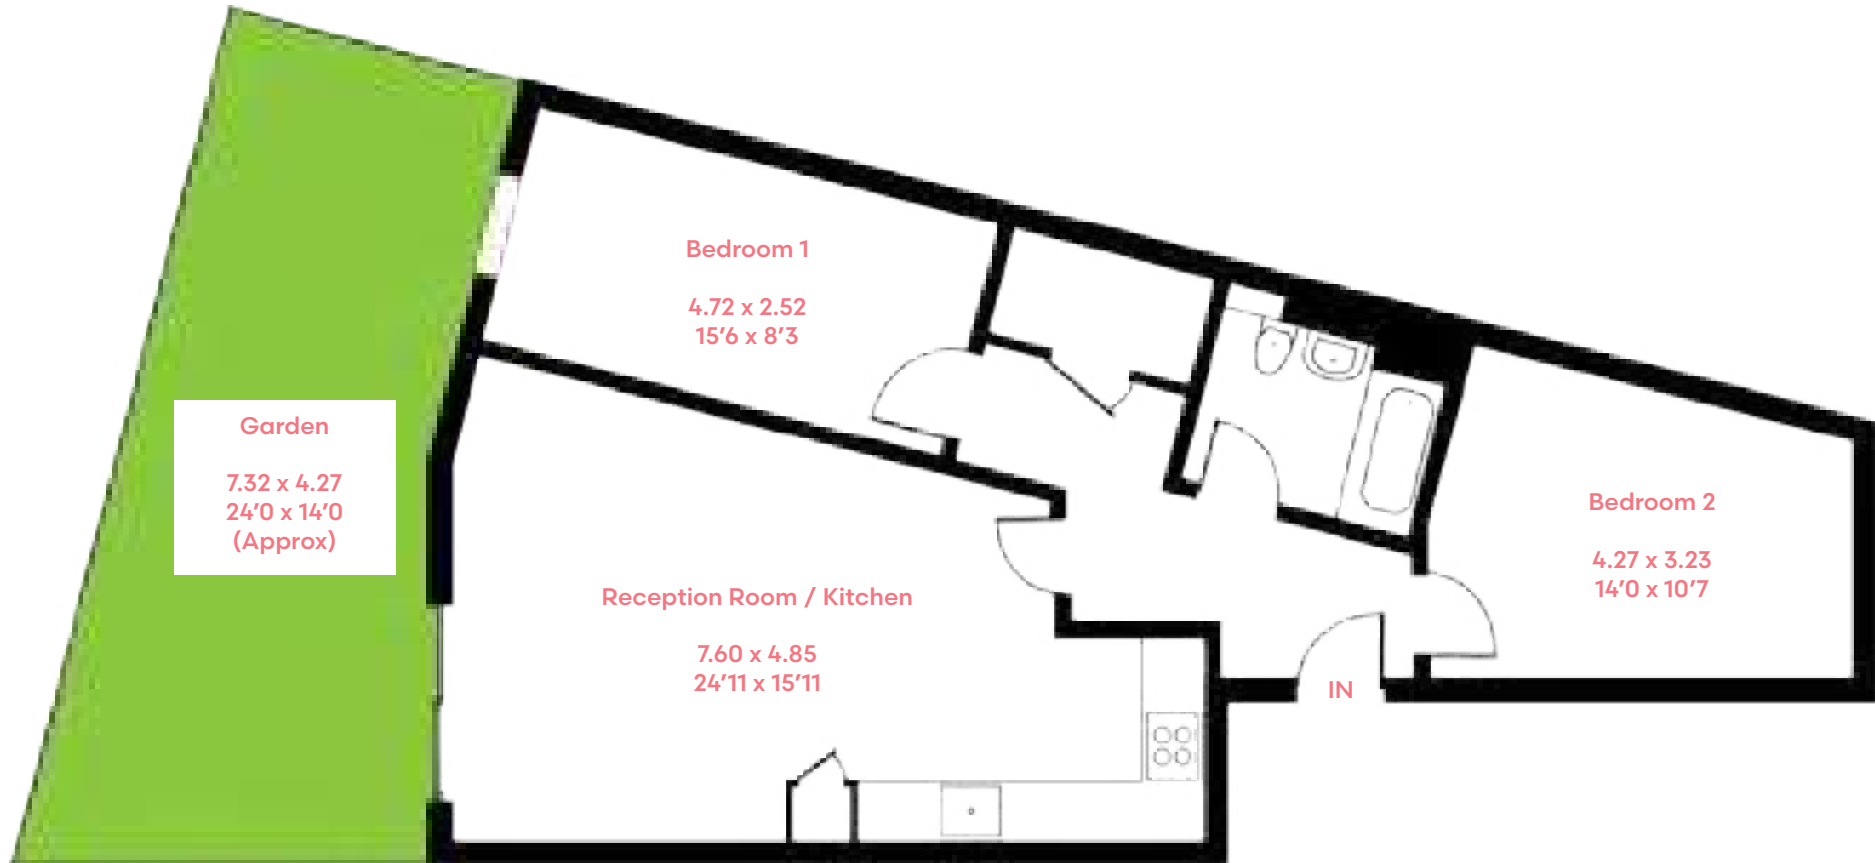 Bedroom 1
4.72 x 2.52
15’6 x 8’3
Garden
7.32 x 4.27
24’0 x 14’0
(Approx)
Bedroom 2
4.27 x 3.23
14’0 x 10’7
Reception Room / Kitchen
7.60 x 4.85
24’11 x 15’11
IN